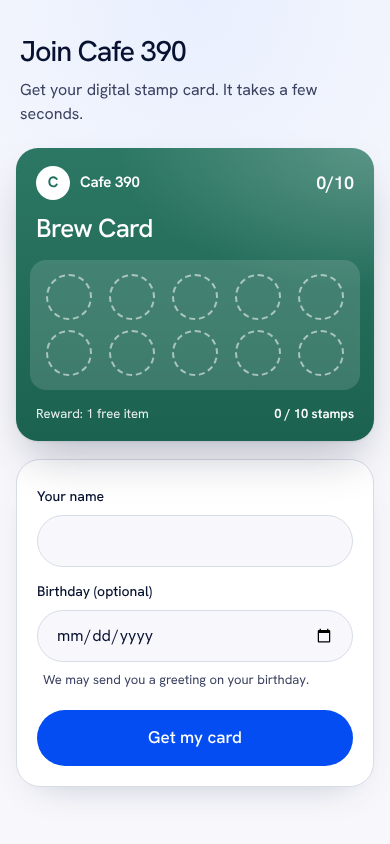 Join Cafe 390
Get your digital stamp card. It takes a few
seconds.
C Cafe 390 0/10
Brew Card
Reward: 1 free item 0 / 10 stamps
Your name
Birthday (optional)
mm/dd/yyyy
We may send you a greeting on your birthday.
Get my card